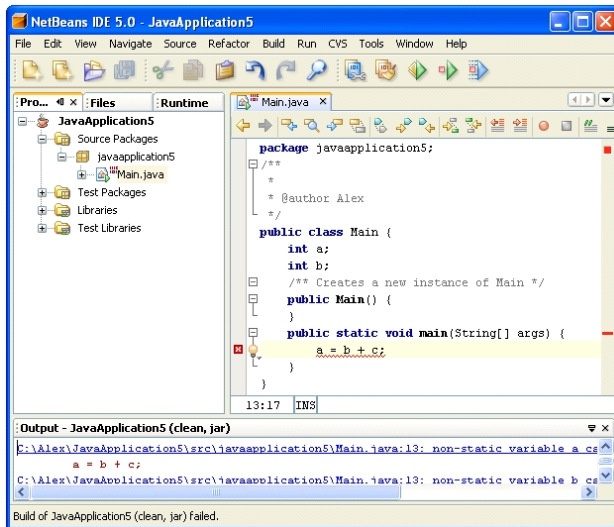 NetBeans IDE 5.0 - JavaApplication5
File Edit View Navigate Source Refactor Build Run CVS Tools Window Help
Pro... Files Runtime
JavaApplication5
Source Packages
javaapplication5
Main.java
Test Packages
Libraries
Test Libraries
Main.java
package javaapplication5;
/**
*
* @author Alex
*/
public class Main {
int a;
int b;
/** Creates a new instance of Main */
public Main() {
}
public static void main(String[] args) {
a = b + c;
}
}
13:17 INS
Output - JavaApplication5 (clean, jar)
C:\Alex\JavaApplication5\src\javaapplication5\Main.java:13: non-static variable a ca
a = b + c;
C:\Alex\JavaApplication5\src\javaapplication5\Main.java:13: non-static variable b ca
Build of JavaApplication5 (clean, jar) failed.